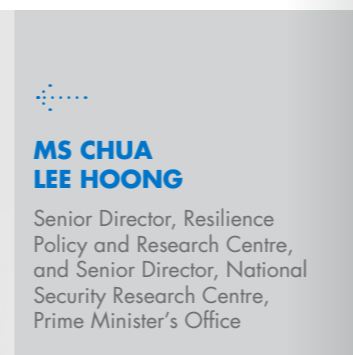 MS CHUA
LEE HOONG
Senior Director, Resilience
Policy and Research Centre,
and Senior Director, National
Security Research Centre,
Prime Minister’s Office